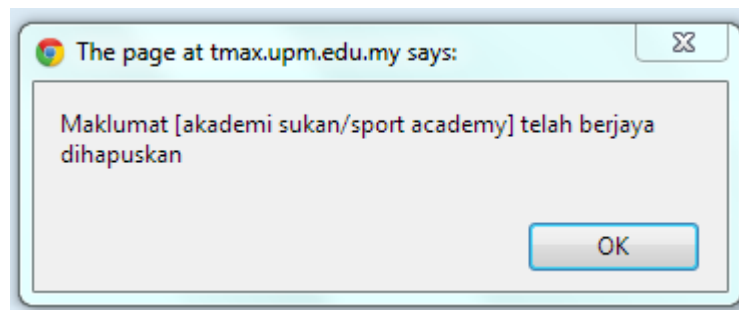 The page at tmax.upm.edu.my says:
Maklumat [akademi sukan/sport academy] telah berjaya
dihapuskan
OK